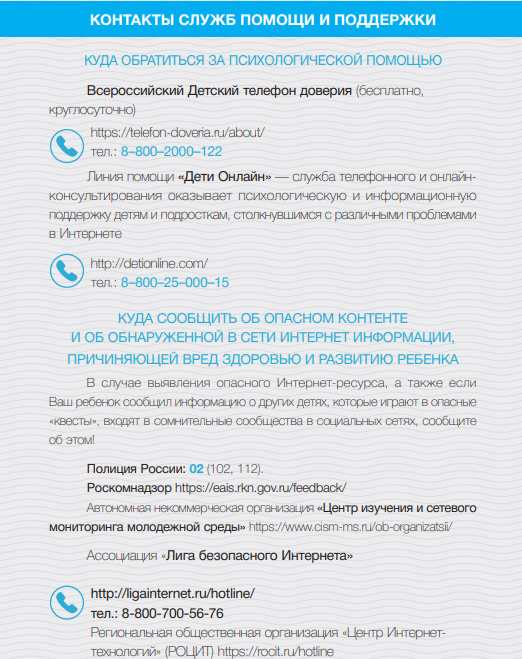 КОНТАКТЫ СЛУЖБ ПОМОЩИ И ПОДДЕРЖКИ
КУДА ОБРАТИТЬСЯ ЗА ПСИХОЛОГИЧЕСКОЙ ПОМОЩЬЮ
Всероссийский Детский телефон доверия (бесплатно,
круглосуточно)
https://telefon-doveria.ru/about/
тел.: 8–800–2000–122
Линия помощи «Дети Онлайн» — служба телефонного и онлайн-
консультирования оказывает психологическую и информационную
поддержку детям и подросткам, столкнувшимся с различными проблемами
в Интернете
http://detionline.com/
тел.: 8–800–25–000–15
КУДА СООБЩИТЬ ОБ ОПАСНОМ КОНТЕНТЕ
И ОБ ОБНАРУЖЕННОЙ В СЕТИ ИНТЕРНЕТ ИНФОРМАЦИИ,
ПРИЧИНЯЮЩЕЙ ВРЕД ЗДОРОВЬЮ И РАЗВИТИЮ РЕБЕНКА
В случае выявления опасного Интернет-ресурса, а также если
Ваш ребенок сообщил информацию о других детях, которые играют в опасные
«квесты», входят в сомнительные сообщества в социальных сетях, сообщите
об этом!
Полиция России: 02 (102, 112).
Роскомнадзор https://eais.rkn.gov.ru/feedback/
Автономная некоммерческая организация «Центр изучения и сетевого
мониторинга молодежной среды» https://www.cism-ms.ru/ob-organizatsii/
Ассоциация «Лига безопасного Интернета»
http://ligainternet.ru/hotline/
тел.: 8-800-700-56-76
Региональная общественная организация «Центр Интернет-
технологий» (РОЦИТ) https://rocit.ru/hotline